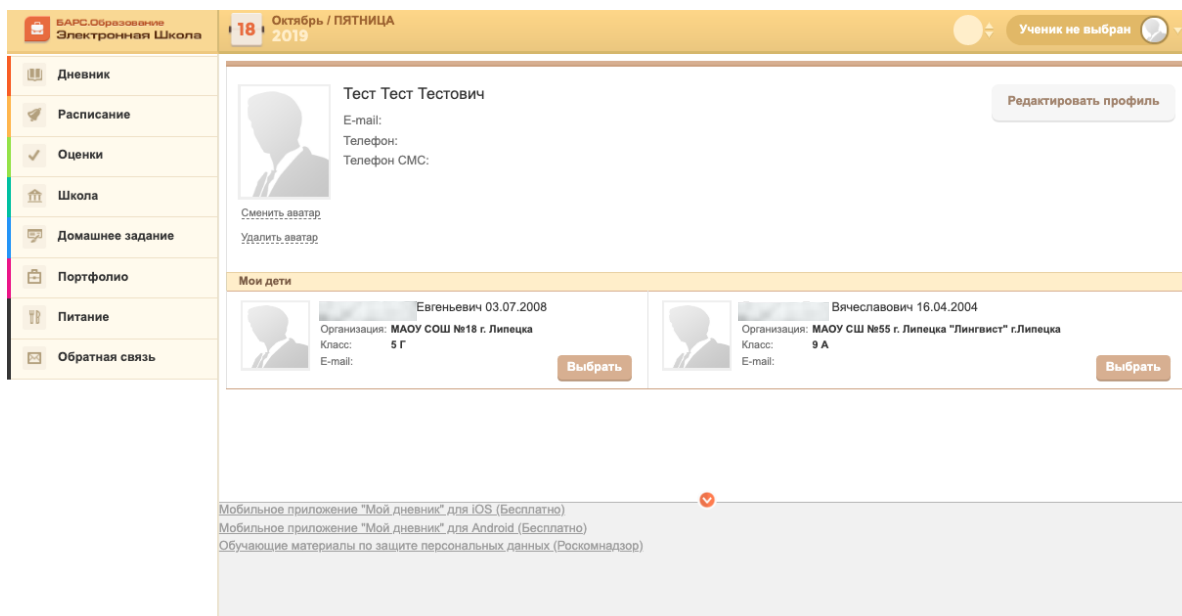 БАРС.Образование
Электронная Школа
18
Октябрь / ПЯТНИЦА
2019
Ученик не выбран
Дневник
Расписание
Оценки
Школа
Домашнее задание
Портфолио
Питание
Обратная связь
Тест Тест Тестович
E-mail:
Телефон:
Телефон СМС:
Редактировать профиль
Сменить аватар
Удалить аватар
Мои дети
Евгеньевич 03.07.2008
Организация: МАОУ СОШ №18 г. Липецка
Класс: 5 Г
E-mail:
Выбрать
Вячеславович 16.04.2004
Организация: МАОУ СШ №55 г. Липецка "Лингвист" г.Липецка
Класс: 9 А
E-mail:
Выбрать
Мобильное приложение "Мой дневник" для iOS (Бесплатно)
Мобильное приложение "Мой дневник" для Android (Бесплатно)
Обучающие материалы по защите персональных данных (Роскомнадзор)